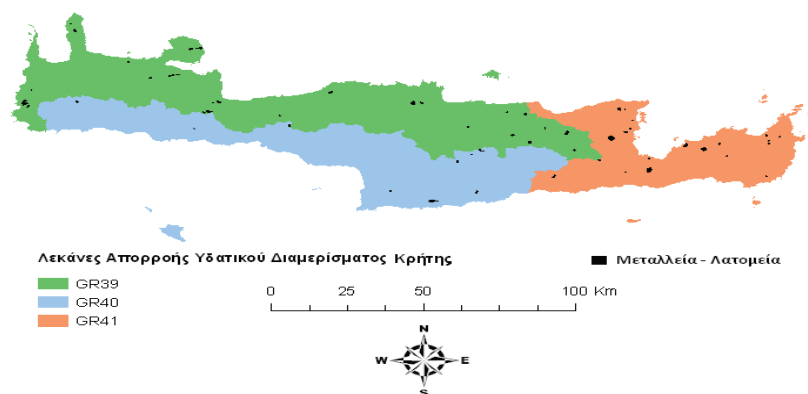 Λεκάνες Απορροής Υδατικού Διαμερίσματος Κρήτης
Μεταλλεία - Λατομεία
GR39
GR40
GR41
0 25 50 100 Km
N
W E
S